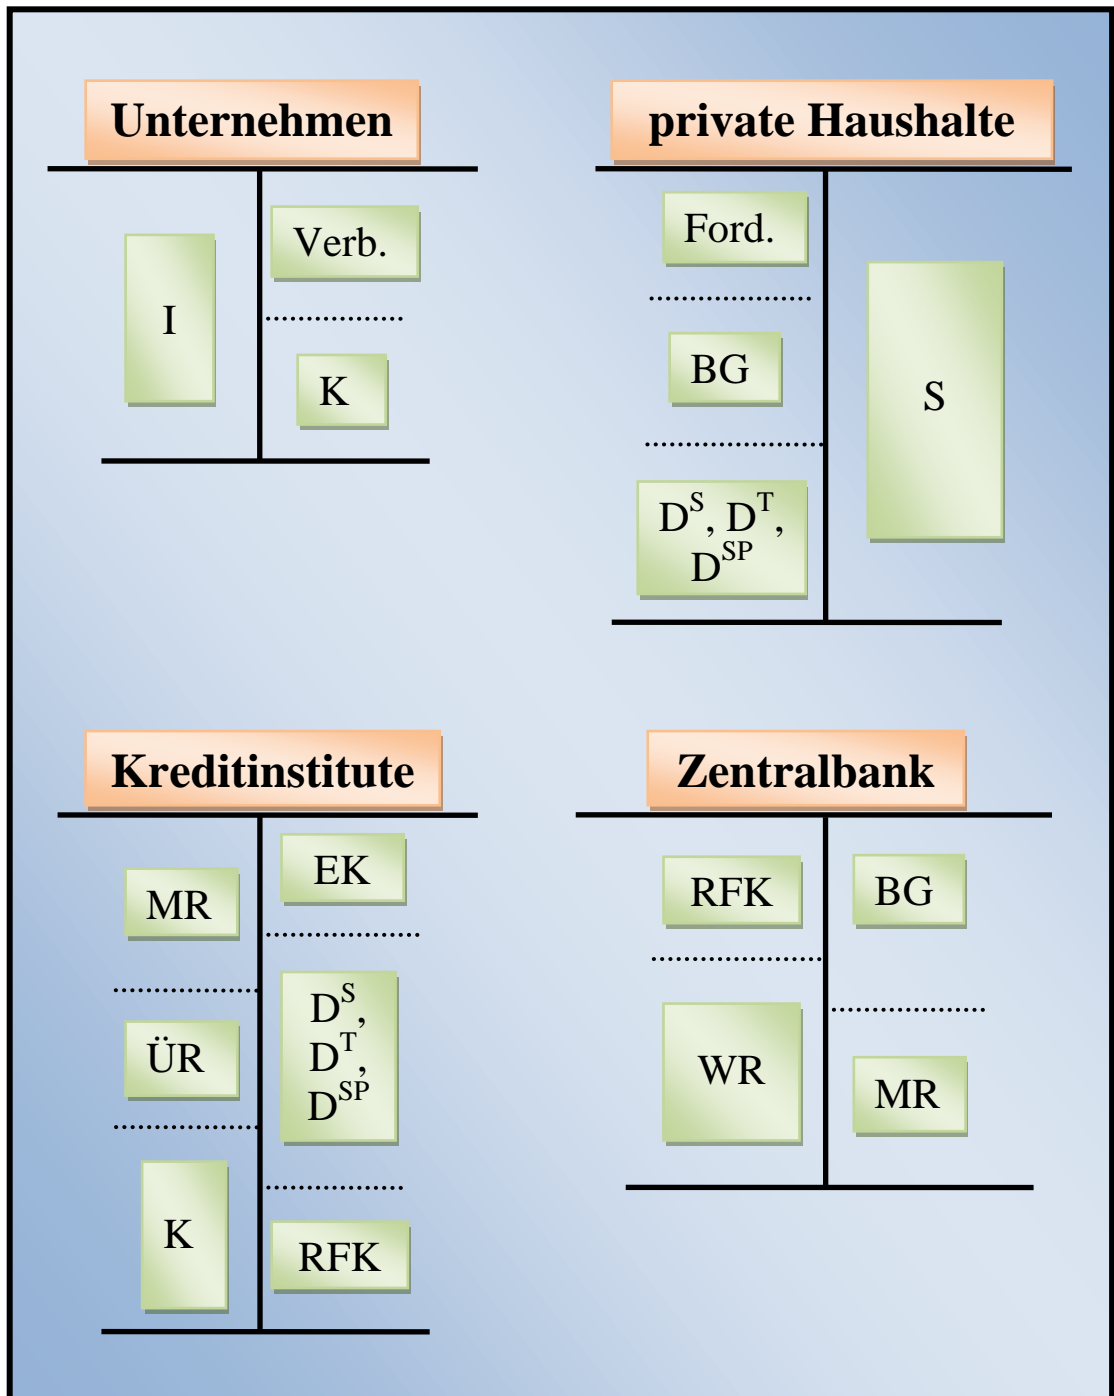 Unternehmen
I
Verb.
K
private Haushalte
Ford.
BG
D^S, D^T,
D^SP
S
Kreditinstitute
MR
ÜR
K
EK
D^S,
D^T,
D^SP
RFK
Zentralbank
RFK
WR
BG
MR